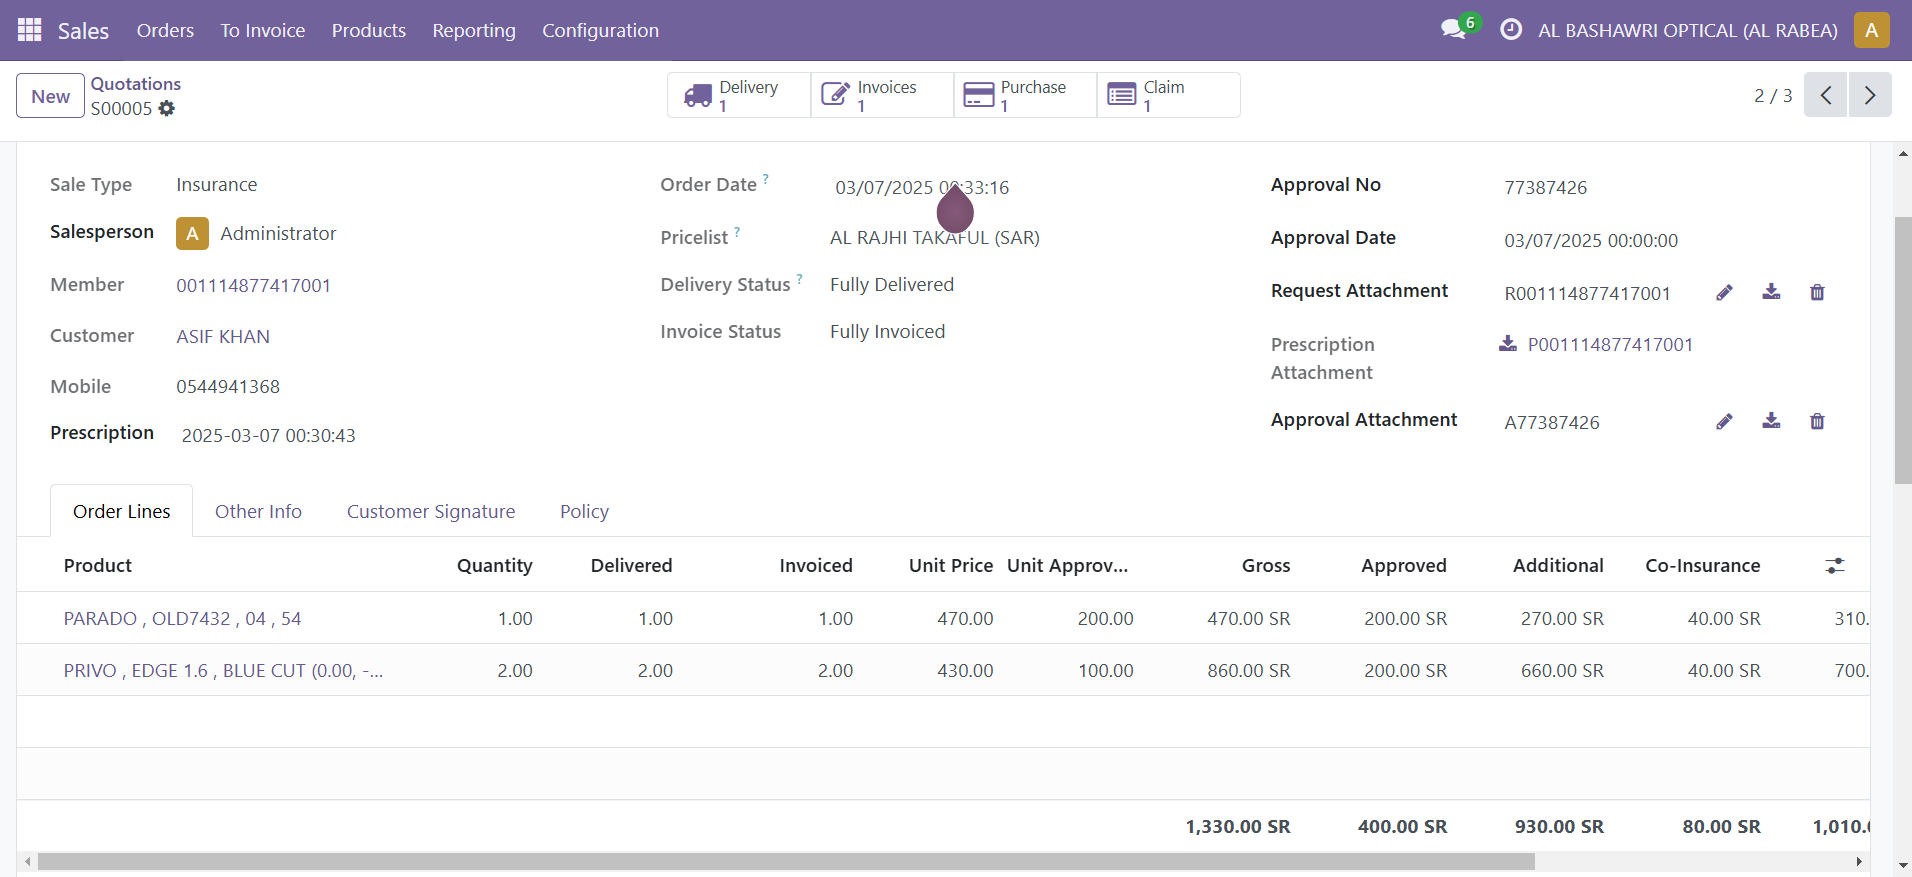 Sales Orders To Invoice Products Reporting Configuration 6 AL BASHAWRI OPTICAL (AL RABEA) A
New Quotations
S00005
Delivery 1 Invoices 1 Purchase 1 Claim 1
2 / 3
Sale Type Insurance
Salesperson A Administrator
Member 001114877417001
Customer ASIF KHAN
Mobile 0544941368
Prescription 2025-03-07 00:30:43
Order Date ? 03/07/2025 :33:16
Pricelist ? AL RAJHI TAKAFUL (SAR)
Delivery Status ? Fully Delivered
Invoice Status Fully Invoiced
Approval No 77387426
Approval Date 03/07/2025 00:00:00
Request Attachment R001114877417001
Prescription Attachment P001114877417001
Approval Attachment A77387426
Order Lines Other Info Customer Signature Policy
Product Quantity Delivered Invoiced Unit Price Unit Approv... Gross Approved Additional Co-Insurance
PARADO , OLD7432 , 04 , 54 1.00 1.00 1.00 470.00 200.00 470.00 SR 200.00 SR 270.00 SR 40.00 SR 310.
PRIVO , EDGE 1.6 , BLUE CUT (0.00, -... 2.00 2.00 2.00 430.00 100.00 860.00 SR 200.00 SR 660.00 SR 40.00 SR 700.
1,330.00 SR 400.00 SR 930.00 SR 80.00 SR 1,010.